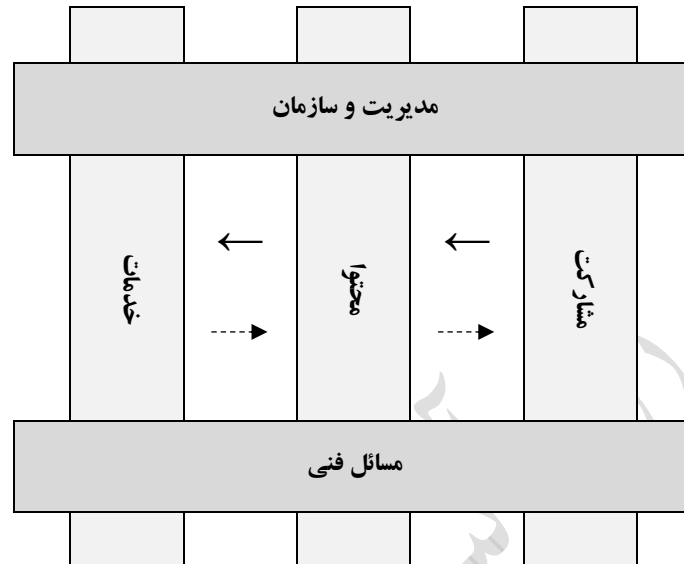 مدیریت و سازمان
مشارکت
محتوا
خدمات
مسائل فنی